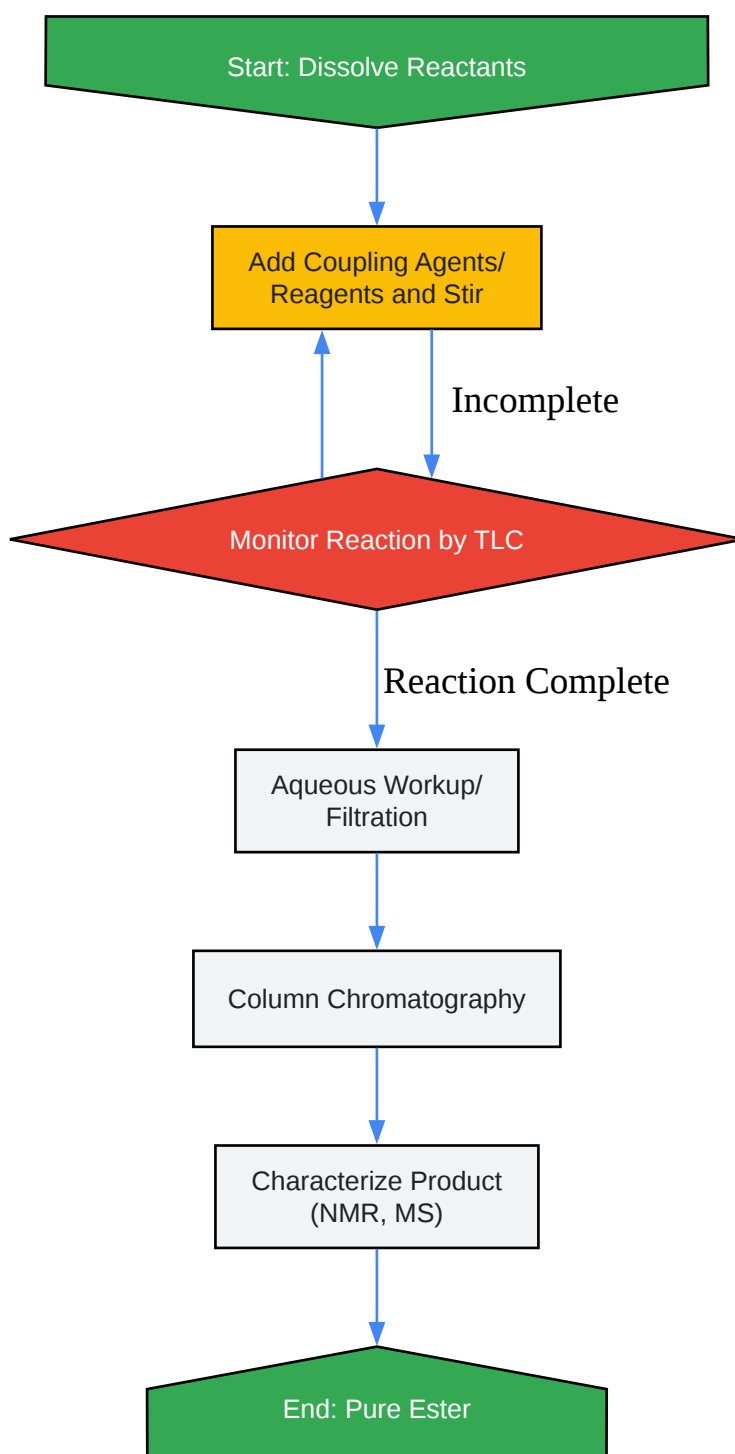 Start: Dissolve Reactants
Add Coupling Agents/
Reagents and Stir
Incomplete
Monitor Reaction by TLC
Reaction Complete
Aqueous Workup/
Filtration
Column Chromatography
Characterize Product
(NMR, MS)
End: Pure Ester